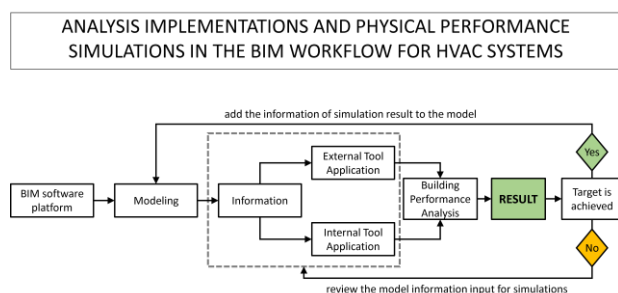 ANALYSIS IMPLEMENTATIONS AND PHYSICAL PERFORMANCE
SIMULATIONS IN THE BIM WORKFLOW FOR HVAC SYSTEMS
add the information of simulation result to the model
Yes
BIM software
platform
Modeling
Information
External Tool
Application
Internal Tool
Application
Building
Performance
Analysis
RESULT
Target is
achieved
No
review the model information input for simulations